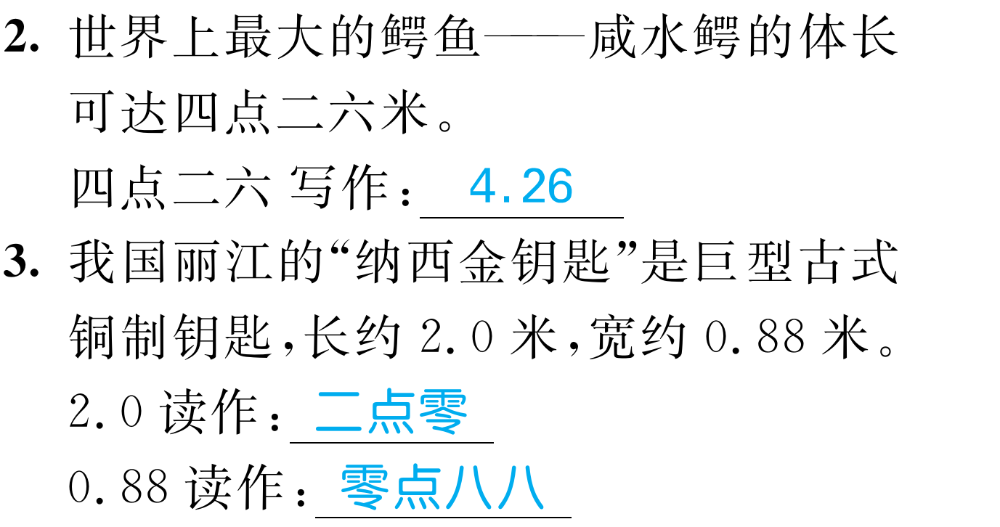 2. 世界上最大的鳄鱼——咸水鳄的体长
可达四点二六米。
四点二六 写作：4.26
3. 我国丽江的“纳西金钥匙”是巨型古式
铜制钥匙，长约 2.0 米，宽约 0.88 米。
2.0 读作：二点零
0.88 读作：零点八八